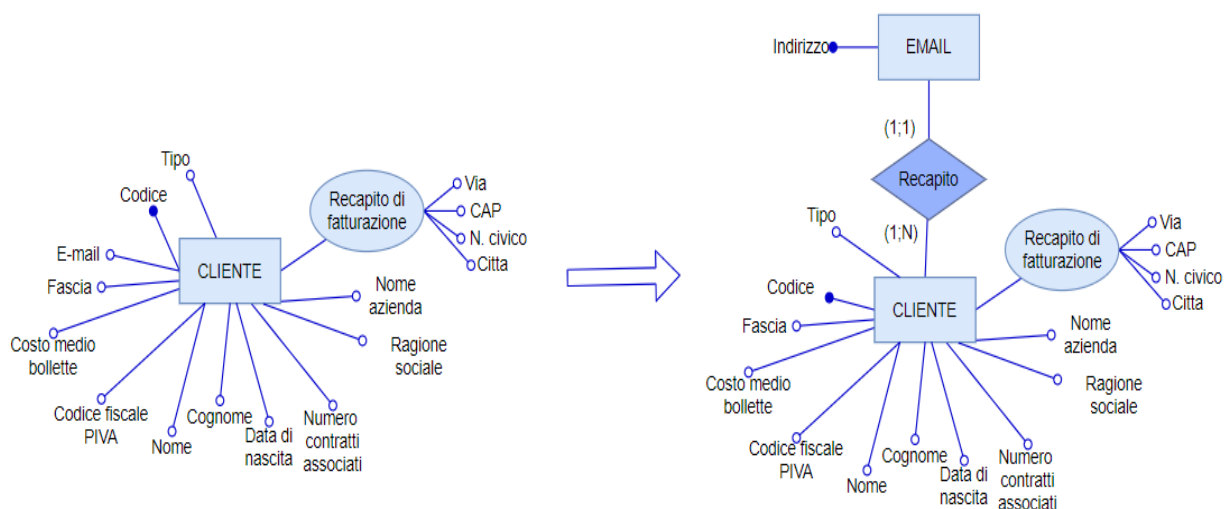 Tipo
Codice
E-mail
Fascia
CLIENTE
Recapito di
fatturazione
Via
CAP
N. civico
Citta
Nome
azienda
Ragione
sociale
Costo medio
bollette
Codice fiscale
PIVA
Nome
Cognome
Data di
nascita
Numero
contratti
associati
Indirizzo
EMAIL
(1;1)
Recapito
(1;N)
Tipo
Codice
Fascia
CLIENTE
Recapito di
fatturazione
Via
CAP
N. civico
Citta
Nome
azienda
Ragione
sociale
Costo medio
bollette
Codice fiscale
PIVA
Nome
Cognome
Data di
nascita
Numero
contratti
associati